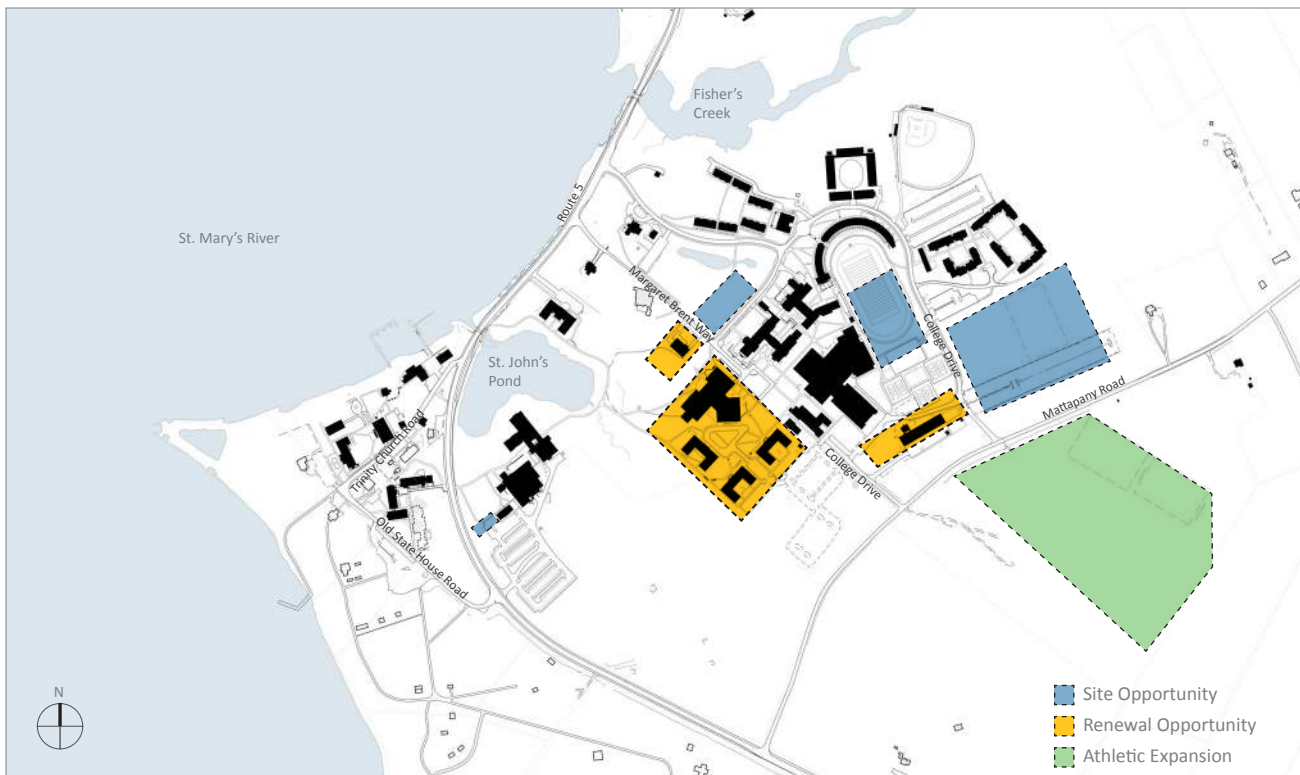 Fisher's
Creek
Route 5
St. Mary's River
Margaret Brent Way
St. John's
Pond
College Drive
Mattapany Road
Trinity Church Road
College Drive
Old State House Road
N
Site Opportunity
Renewal Opportunity
Athletic Expansion